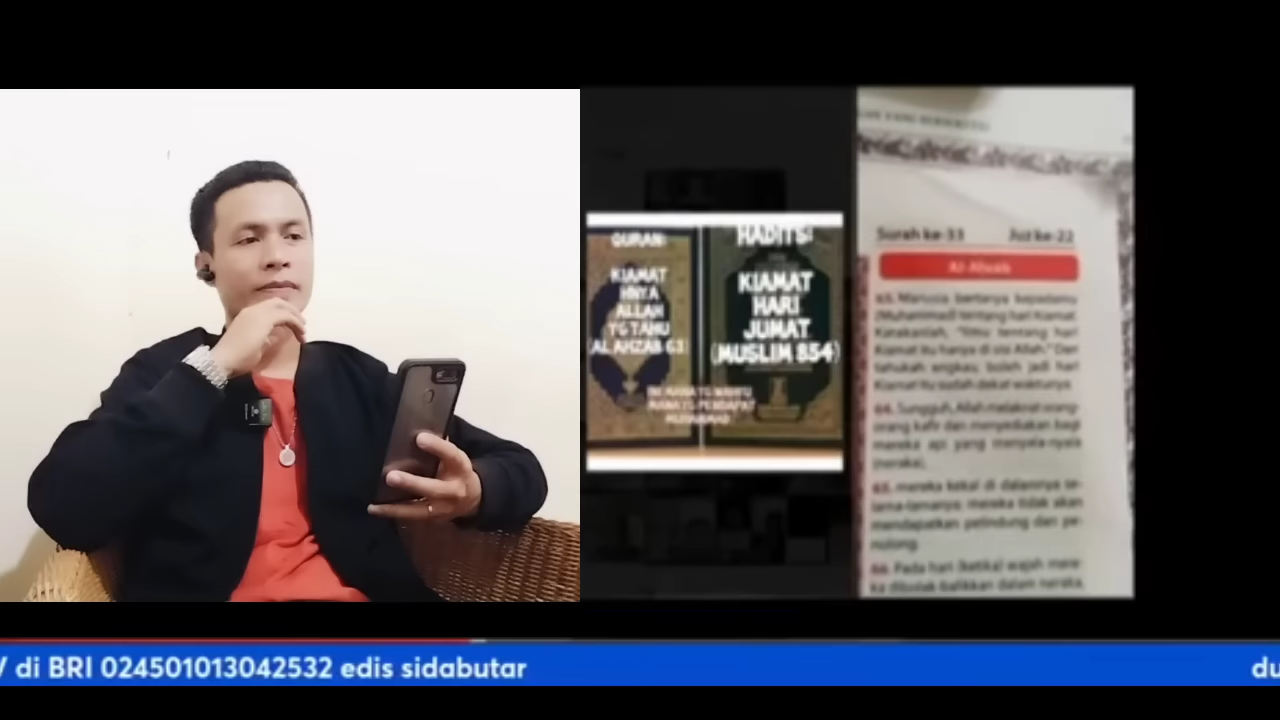 QURAN:
KIAMAT
HNYA
ALLAH
YG TAHU
(AL AHZAB 63)
HADITS:
KIAMAT
HARI
JUMAT
(MUSLIM 854)
Surah ke-33 Juz ke-22
Al-Ahzab
63. Manusia bertanya kepadamu
(Muhammad) tentang hari Kiamat.
Katakanlah, "Ilmu tentang hari
Kiamat itu hanya di sisi Allah." Dan
tahukah engkau, boleh jadi hari
Kiamat itu sudah dekat waktunya.
64. Sungguh, Allah melaknat orang-
orang kafir dan menyediakan bagi
mereka api yang menyala-nyala
(neraka),
65. mereka kekal di dalamnya se-
lama-lamanya; mereka tidak akan
mendapatkan pelindung dan pe-
nolong.
66. Pada hari (ketika) wajah mere-
ka dibolak-balikkan dalam neraka,
/ di BRI 024501013042532 edis sidabutar
du